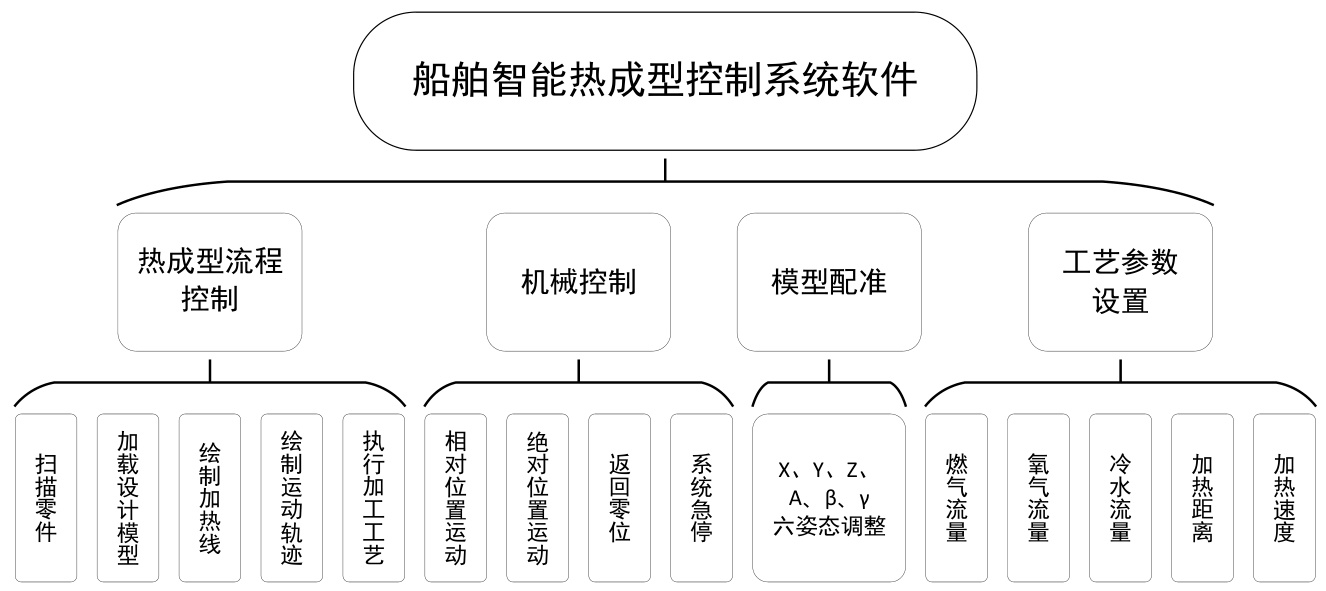 船舶智能热成型控制系统软件
热成型流程
控制
机械控制
模型配准
工艺参数
设置
扫描零件
加载设计模型
绘制加热线
绘制运动轨迹
执行加工工艺
相对位置运动
绝对位置运动
返回零位
系统急停
X、Y、Z、
A、β、γ
六姿态调整
燃气流量
氧气流量
冷水流量
加热距离
加热速度